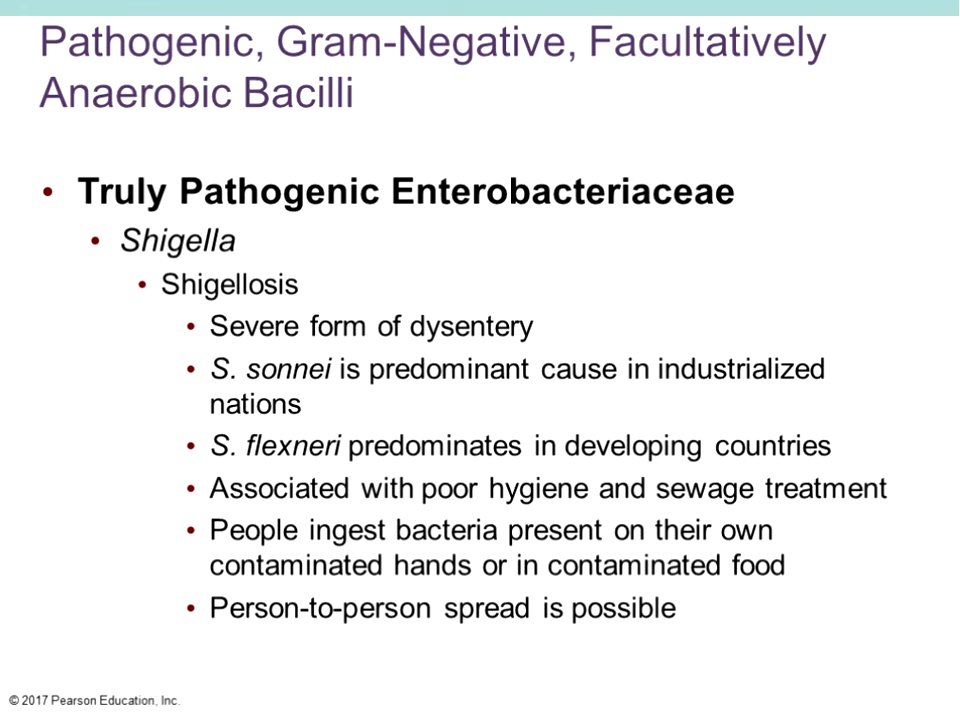 Pathogenic, Gram-Negative, Facultatively
Anaerobic Bacilli
• Truly Pathogenic Enterobacteriaceae
• Shigella
• Shigellosis
• Severe form of dysentery
• S. sonnei is predominant cause in industrialized
nations
• S. flexneri predominates in developing countries
• Associated with poor hygiene and sewage treatment
• People ingest bacteria present on their own
contaminated hands or in contaminated food
• Person-to-person spread is possible
© 2017 Pearson Education, Inc.